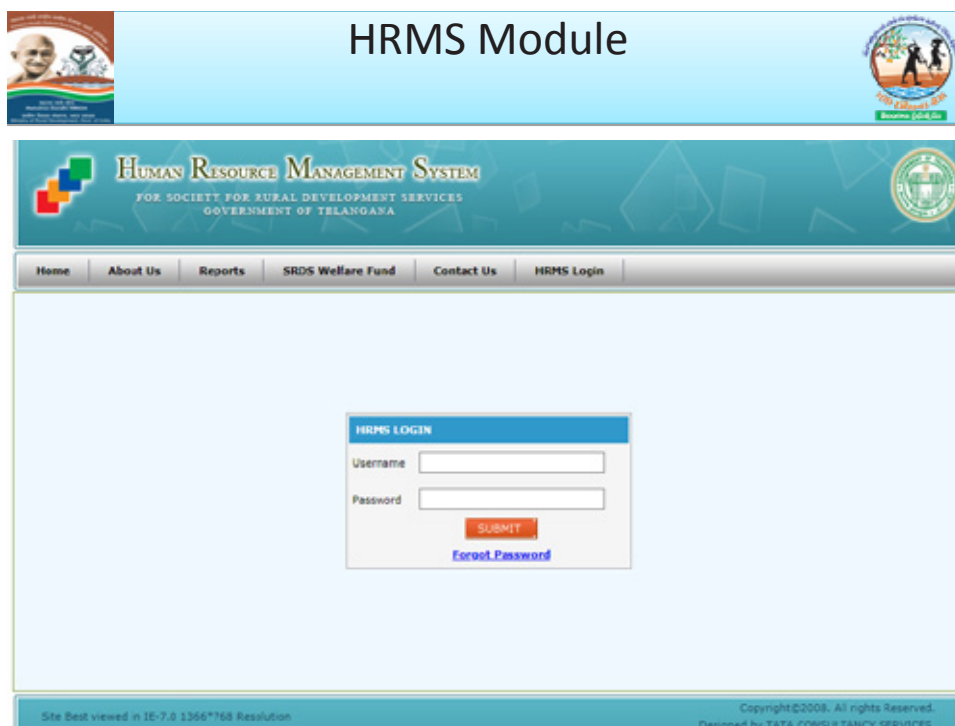 HRMS Module
HUMAN RESOURCE MANAGEMENT SYSTEM
FOR SOCIETY FOR RURAL DEVELOPMENT SERVICES
GOVERNMENT OF TELANGANA
Home About Us Reports SRDS Wellare Fund Contact Us HRMS Login
HRMS LOGIN
Username
Password
SUBMIT
Forgot Password
Site Best viewed in IE-7.0 1366*768 Resolution
Copyright©2008. All rights Reserved.
Designed by TATA CONSULTANCY SERVICES